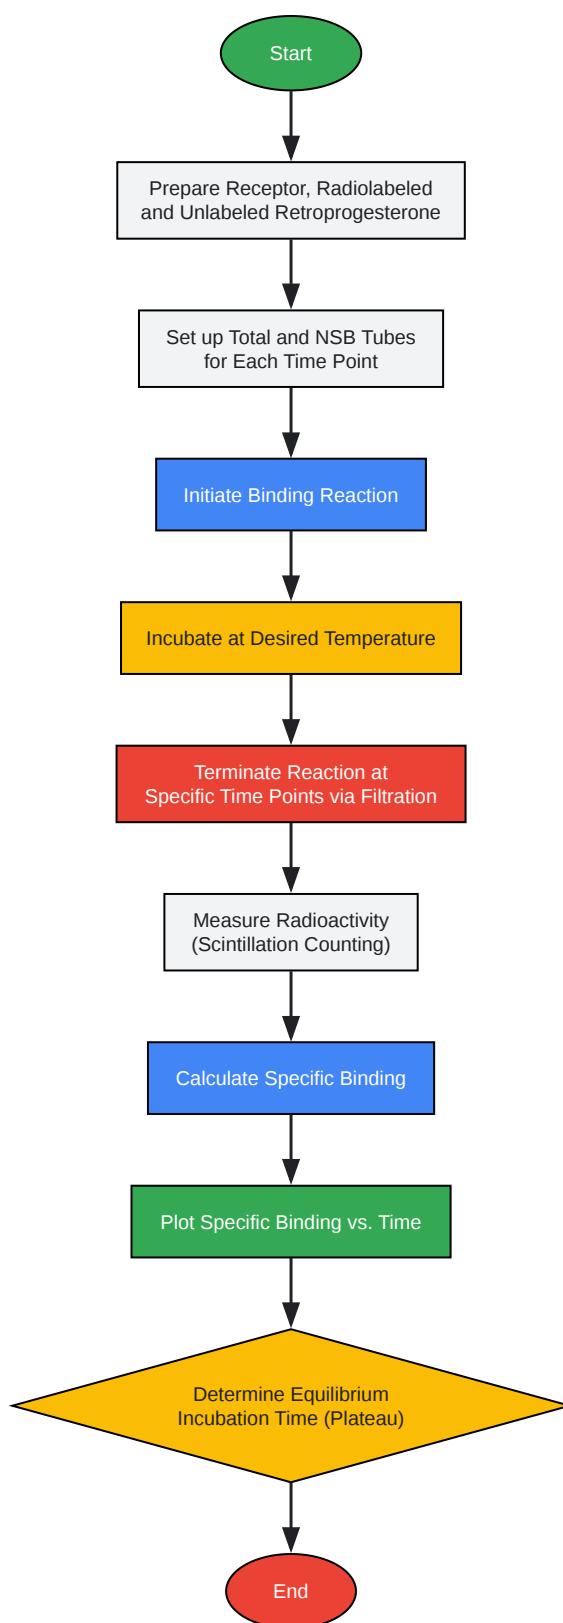 Start
Prepare Receptor, Radiolabeled
and Unlabeled Retroprogesterone
Set up Total and NSB Tubes
for Each Time Point
Initiate Binding Reaction
Incubate at Desired Temperature
Terminate Reaction at
Specific Time Points via Filtration
Measure Radioactivity
(Scintillation Counting)
Calculate Specific Binding
Plot Specific Binding vs. Time
Determine Equilibrium
Incubation Time (Plateau)
End